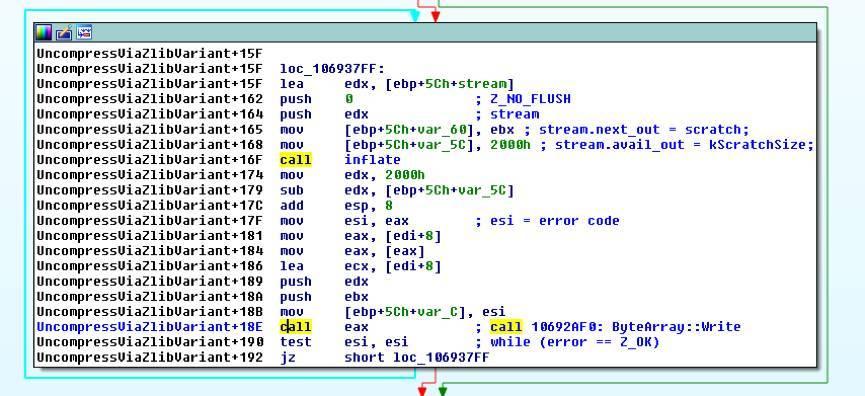 UncompressViaZlibVariant+15F
UncompressViaZlibVariant+15F loc_106937FF:
UncompressViaZlibVariant+15F lea edx, [ebp+5Ch+stream]
UncompressViaZlibVariant+162 push 0 ; Z_NO_FLUSH
UncompressViaZlibVariant+164 push edx ; stream
UncompressViaZlibVariant+165 mov [ebp+5Ch+var_60], ebx ; stream.next_out = scratch;
UncompressViaZlibVariant+168 mov [ebp+5Ch+var_5C], 2000h ; stream.avail_out = kScratchSize;
UncompressViaZlibVariant+16F call inflate
UncompressViaZlibVariant+174 mov edx, 2000h
UncompressViaZlibVariant+179 sub edx, [ebp+5Ch+var_5C]
UncompressViaZlibVariant+17C add esp, 8
UncompressViaZlibVariant+17F mov esi, eax ; esi = error code
UncompressViaZlibVariant+181 mov eax, [edi+8]
UncompressViaZlibVariant+184 mov eax, [eax]
UncompressViaZlibVariant+186 lea ecx, [edi+8]
UncompressViaZlibVariant+189 push edx
UncompressViaZlibVariant+18A push ebx
UncompressViaZlibVariant+18B mov [ebp+5Ch+var_C], esi
UncompressViaZlibVariant+18E call eax ; call 10692AF0: ByteArray::Write
UncompressViaZlibVariant+190 test esi, esi ; while (error == Z_OK)
UncompressViaZlibVariant+192 jz short loc_106937FF